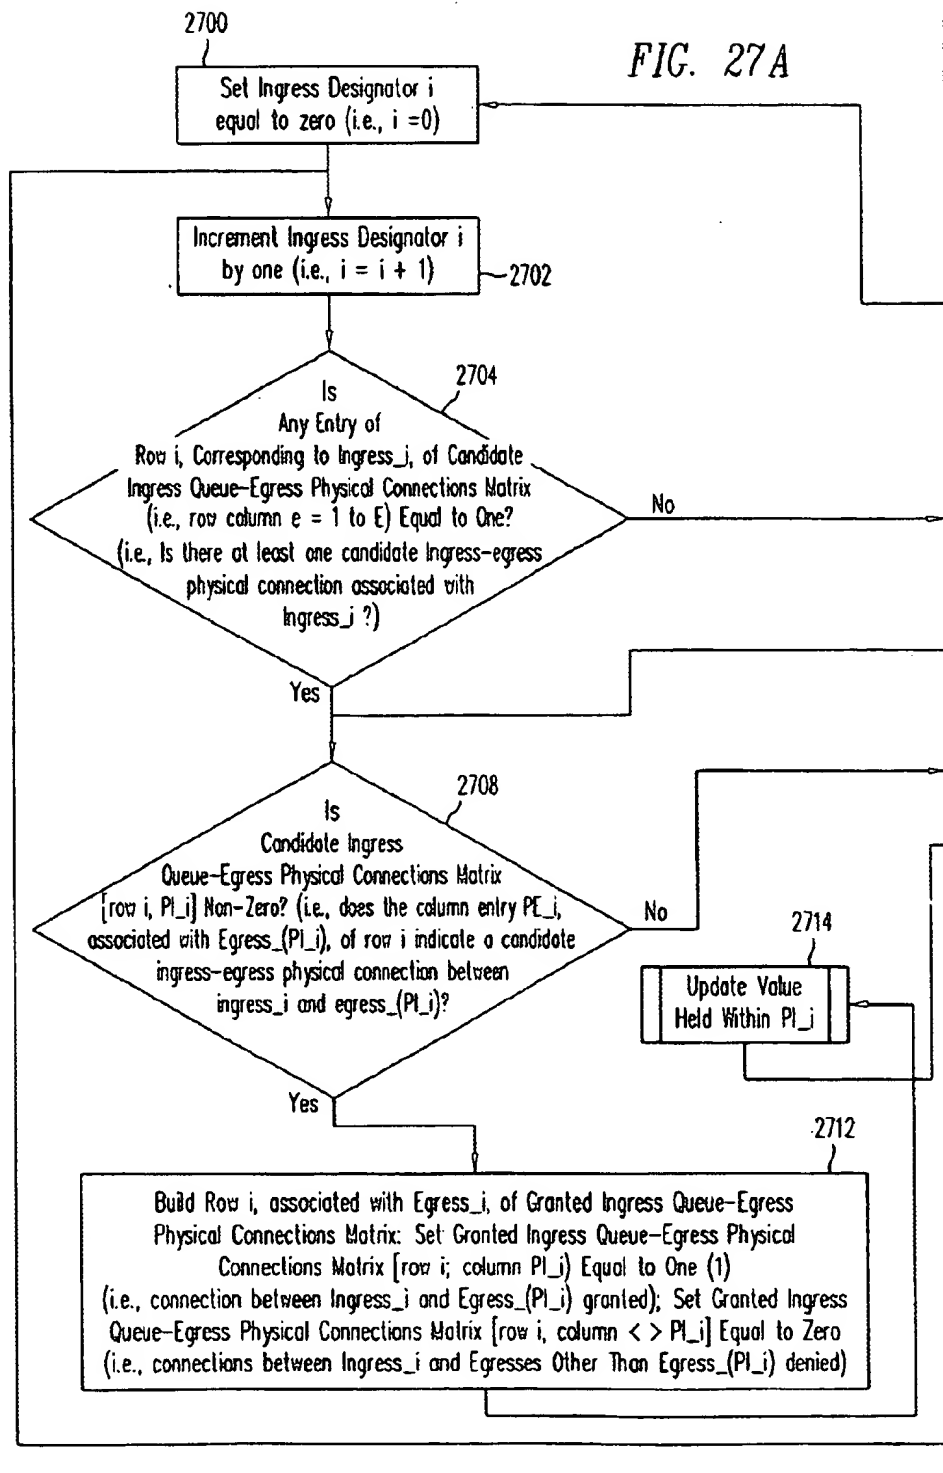 2700
FIG. 27A
Set Ingress Designator i
equal to zero (i.e., i =0)
Increment Ingress Designator i
by one (i.e., i = i + 1)
2702
2704
Is
Any Entry of
Row i, Corresponding to Ingress_i, of Candidate
Ingress Queue-Egress Physical Connections Matrix
(i.e., row column e = 1 to E) Equal to One?
(i.e., Is there at least one candidate ingress-egress
physical connection associated with
Ingress_i ?)
No
Yes
2708
Is
Candidate Ingress
Queue-Egress Physical Connections Matrix
[row i, PI_i] Non-Zero? (i.e., does the column entry PE_i,
associated with Egress_(PI_i), of row i indicate a candidate
ingress-egress physical connection between
ingress_i and egress_(PI_i)?
No
2714
Update Value
Held Within PI_i
Yes
2712
Build Row i, associated with Egress_i, of Granted Ingress Queue-Egress
Physical Connections Matrix: Set Granted Ingress Queue-Egress Physical
Connections Matrix [row i; column PI_i) Equal to One (1)
(i.e., connection between Ingress_i and Egress_(PI_i) granted); Set Granted Ingress
Queue-Egress Physical Connections Matrix [row i, column < > PI_i] Equal to Zero
(i.e., connections between Ingress_i and Egresses Other Than Egress_(PI_i) denied)